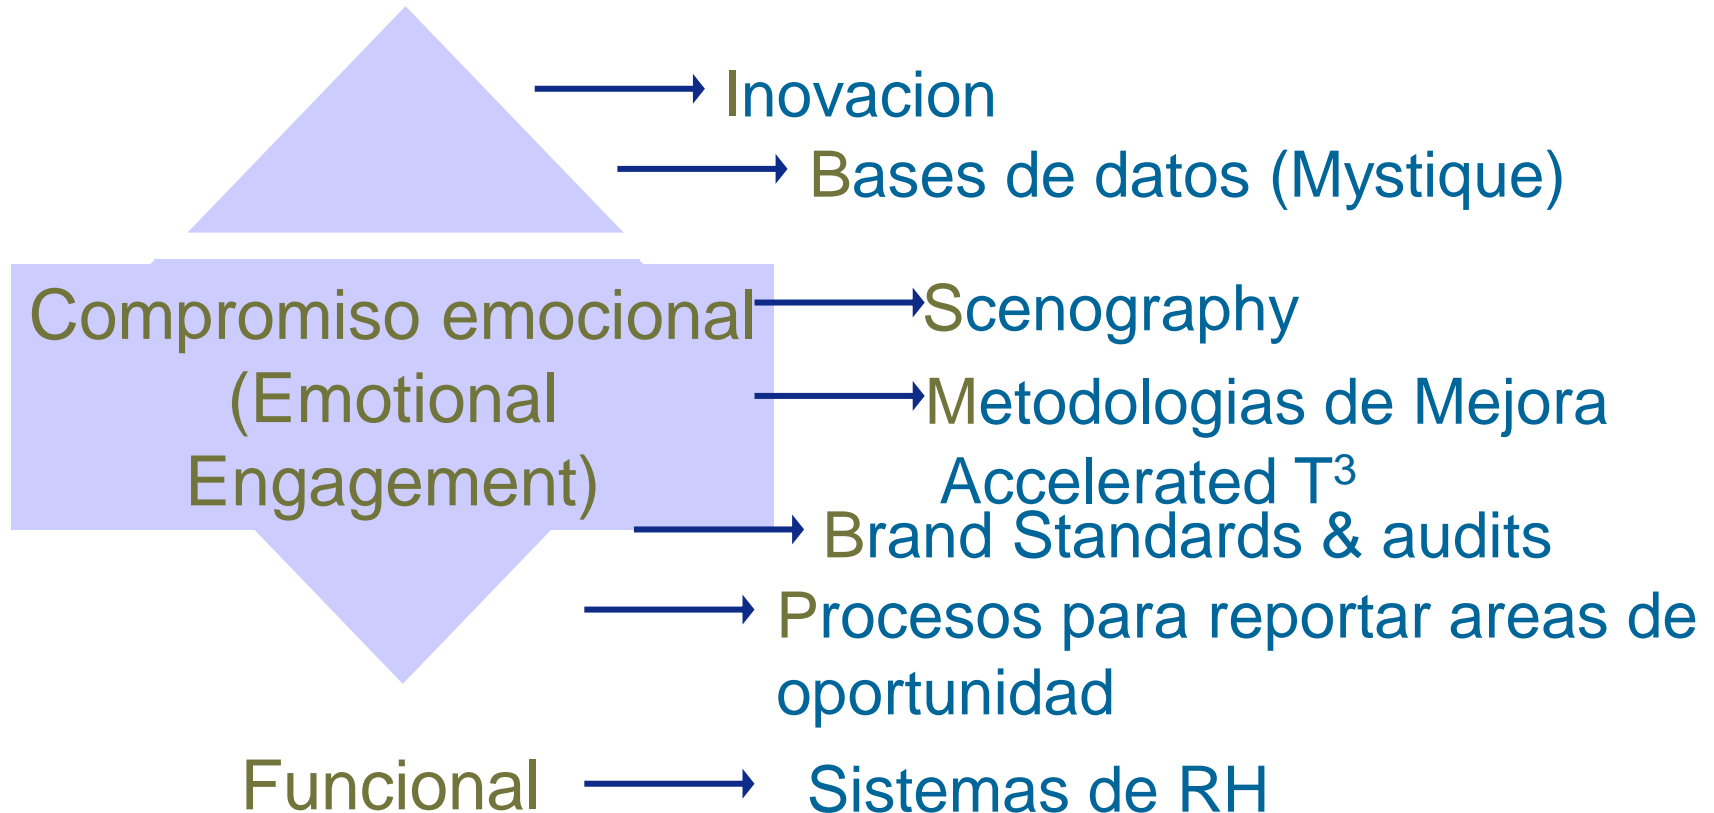 Inovacion
Bases de datos (Mystique)
Compromiso emocional
(Emotional
Engagement)
Scenography
Metodologias de Mejora
Accelerated T³
Brand Standards & audits
Procesos para reportar areas de
oportunidad
Funcional
Sistemas de RH